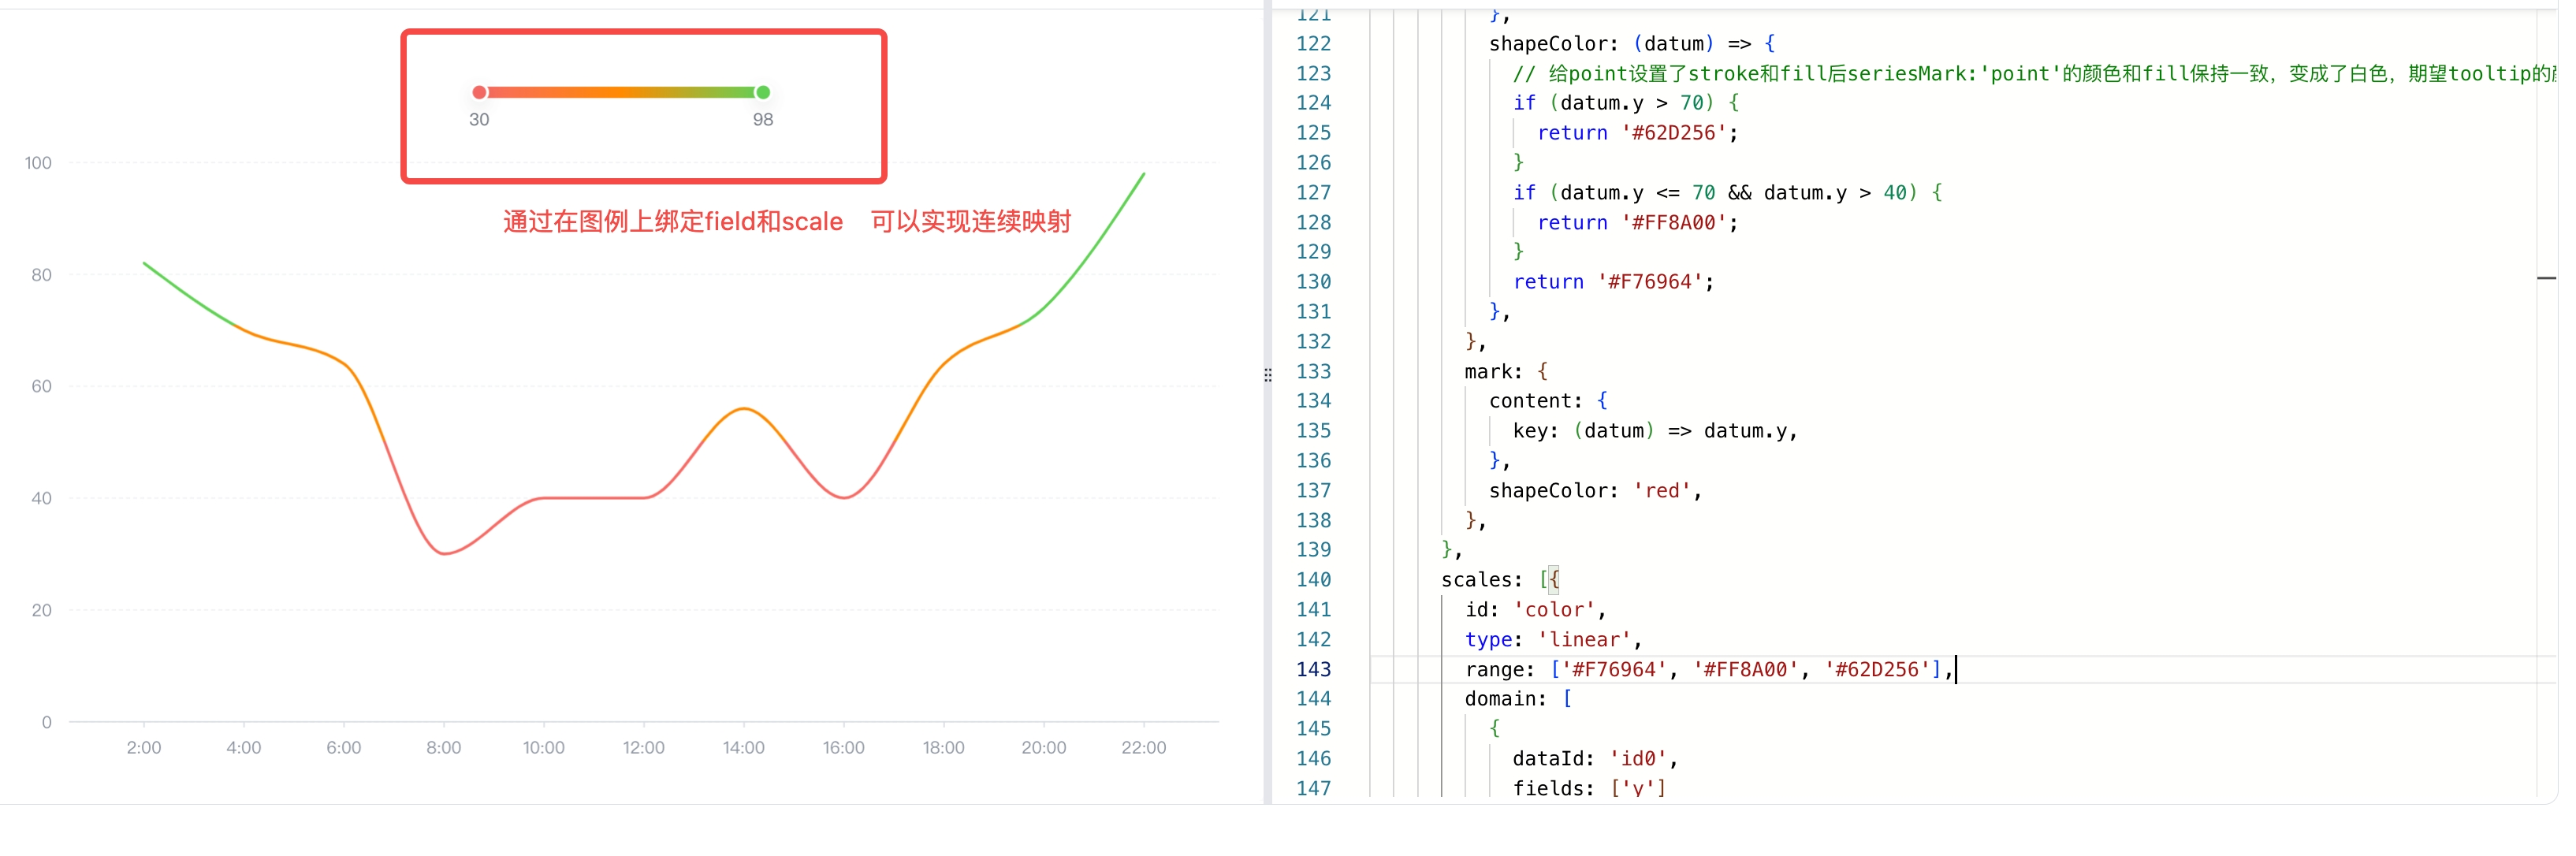 30 98
通过在图例上绑定field和scale 可以实现连续映射
100
80
60
40
20
0
2:00 4:00 6:00 8:00 10:00 12:00 14:00 16:00 18:00 20:00 22:00
121 },
122 shapeColor: (datum) => {
123 // 给point设置了stroke和fill后seriesMark:'point'的颜色和fill保持一致, 变成了白色, 期望tooltip的
124 if (datum.y > 70) {
125 return '#62D256';
126 }
127 if (datum.y <= 70 && datum.y > 40) {
128 return '#FF8A00';
129 }
130 return '#F76964';
131 },
132 },
133 mark: {
134 content: {
135 key: (datum) => datum.y,
136 },
137 shapeColor: 'red',
138 },
139 },
140 scales: [{
141 id: 'color',
142 type: 'linear',
143 range: ['#F76964', '#FF8A00', '#62D256'],
144 domain: [
145 {
146 dataId: 'id0',
147 fields: ['y']